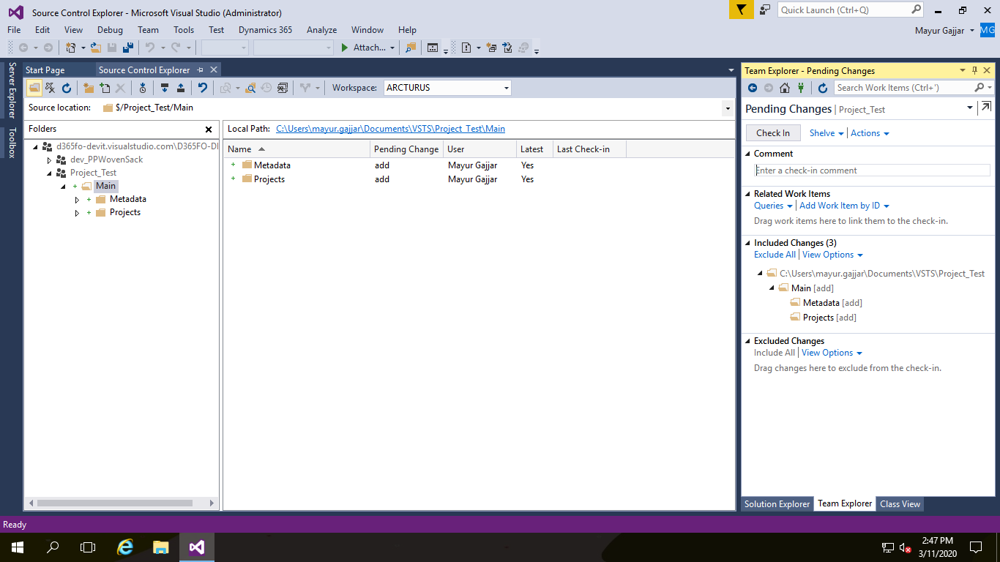 Source Control Explorer - Microsoft Visual Studio (Administrator)
Quick Launch (Ctrl+Q)
File Edit View Debug Team Tools Test Dynamics 365 Analyze Window Help
Mayur Gajjar MG
Attach...
Server Explorer
Toolbox
Start Page
Source Control Explorer
Workspace: ARCTURUS
Source location: $/Project_Test/Main
Folders
d365fo-devit.visualstudio.com\D365FO-DI
dev_PPWovenSack
Project_Test
Main
Metadata
Projects
Local Path: C:\Users\mayur.gajjar\Documents\VSTS\Project_Test\Main
Name Pending Change User Latest Last Check-in
Metadata add Mayur Gajjar Yes
Projects add Mayur Gajjar Yes
Team Explorer - Pending Changes
Search Work Items (Ctrl+')
Pending Changes | Project_Test
Check In Shelve Actions
Comment
Enter a check-in comment
Related Work Items
Queries Add Work Item by ID
Drag work items here to link them to the check-in.
Included Changes (3)
Exclude All View Options
C:\Users\mayur.gajjar\Documents\VSTS\Project_Test
Main [add]
Metadata [add]
Projects [add]
Excluded Changes
Include All View Options
Drag changes here to exclude from the check-in.
Solution Explorer Team Explorer Class View
Ready
2:47 PM
3/11/2020